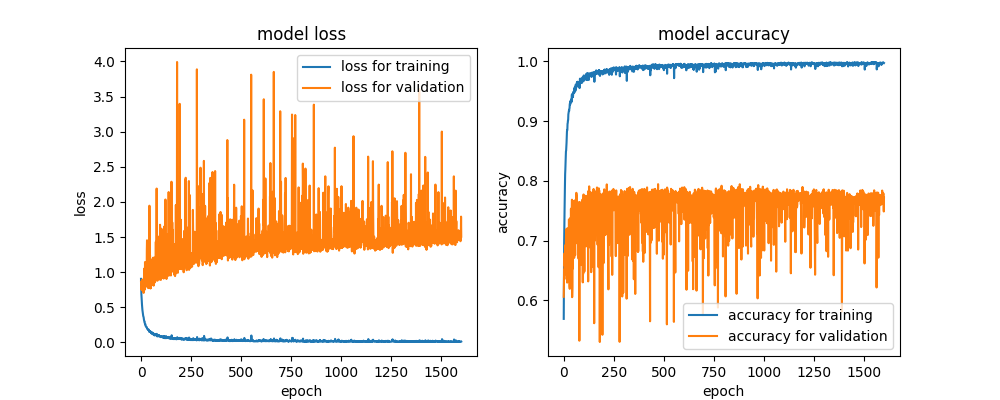 model loss
loss for training
loss for validation
4.0
3.5
3.0
2.5
2.0
1.5
1.0
0.5
0.0
loss
0 250 500 750 1000 1250 1500
epoch
model accuracy
1.0
0.9
0.8
0.7
0.6
accuracy
accuracy for training
accuracy for validation
0 250 500 750 1000 1250 1500
epoch